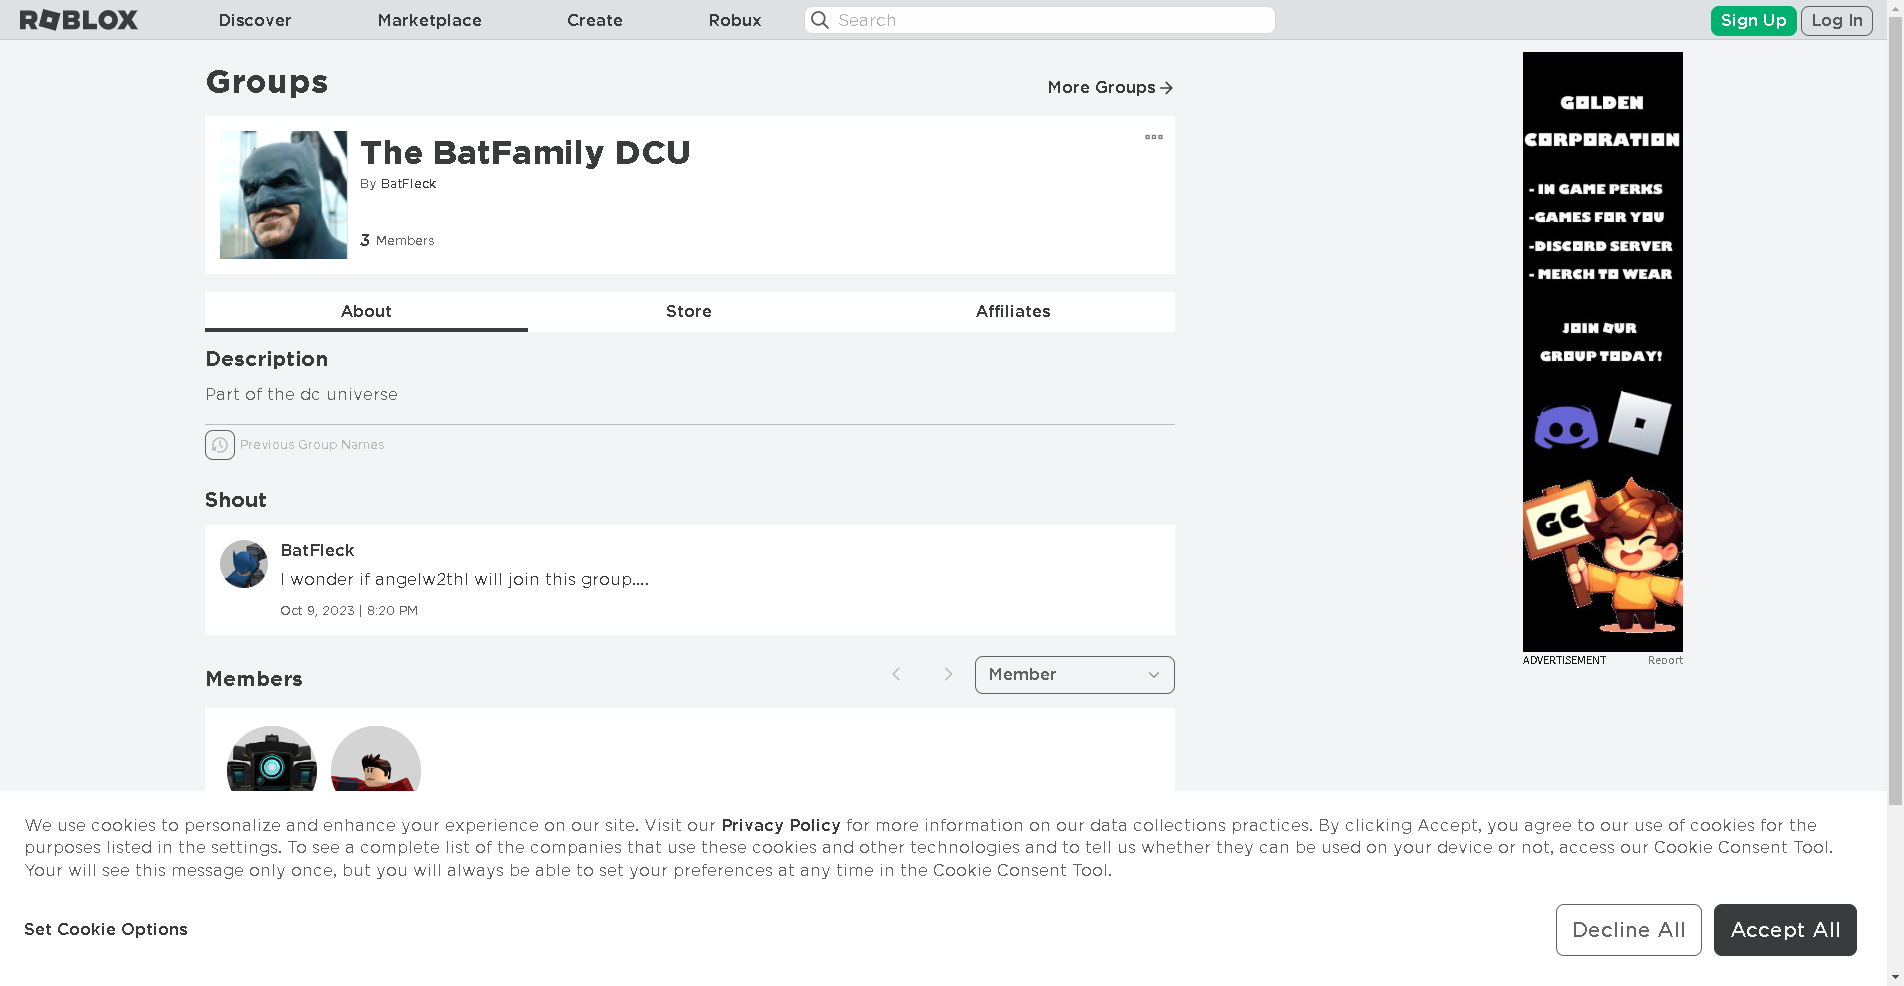 ROBLOX
Discover
Marketplace
Create
Robux
Search
Sign Up
Log In
Groups
More Groups
The BatFamily DCU
By BatFleck
3 Members
About
Store
Affiliates
Description
Part of the dc universe
Previous Group Names
Shout
BatFleck
I wonder if angelw2thl will join this group....
Oct 9, 2023 | 8:20 PM
Members
Member
GOLDEN
CORPORATION
- IN GAME PERKS
-GAMES FOR YOU
-DISCORD SERVER
- MERCH TO WEAR
JOIN OUR
GROUP TODAY!
GC
ADVERTISEMENT
Report
We use cookies to personalize and enhance your experience on our site. Visit our Privacy Policy for more information on our data collections practices. By clicking Accept, you agree to our use of cookies for the
purposes listed in the settings. To see a complete list of the companies that use these cookies and other technologies and to tell us whether they can be used on your device or not, access our Cookie Consent Tool.
Your will see this message only once, but you will always be able to set your preferences at any time in the Cookie Consent Tool.
Set Cookie Options
Decline All
Accept All